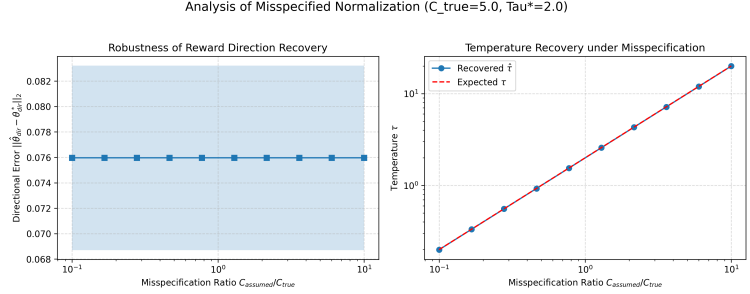 Analysis of Misspecified Normalization (C_true=5.0, Tau*=2.0)
Robustness of Reward Direction Recovery
Directional Error ||θ̂_dir − θ*_dir||₂
0.082
0.080
0.078
0.076
0.074
0.072
0.070
0.068
10⁻¹
10⁰
10¹
Misspecification Ratio C_assumed/C_true
Temperature Recovery under Misspecification
Recovered τ̂
Expected τ
Temperature τ
10¹
10⁰
10⁻¹
10⁰
10¹
Misspecification Ratio C_assumed/C_true